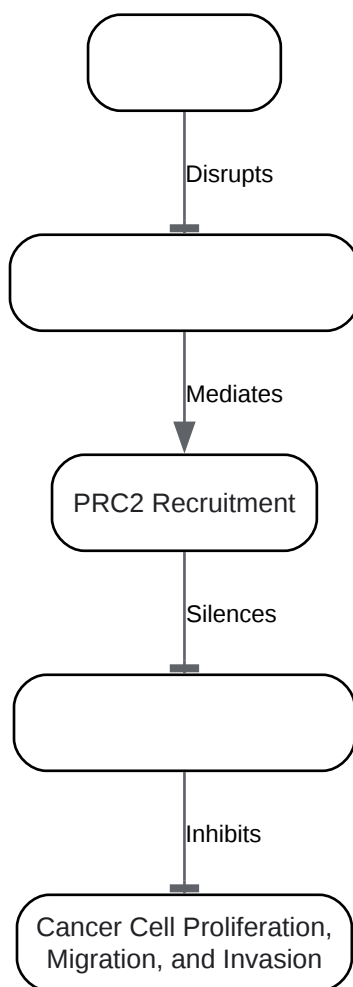 Disrupts
Mediates
PRC2 Recruitment
Silences
Inhibits
Cancer Cell Proliferation,
Migration, and Invasion